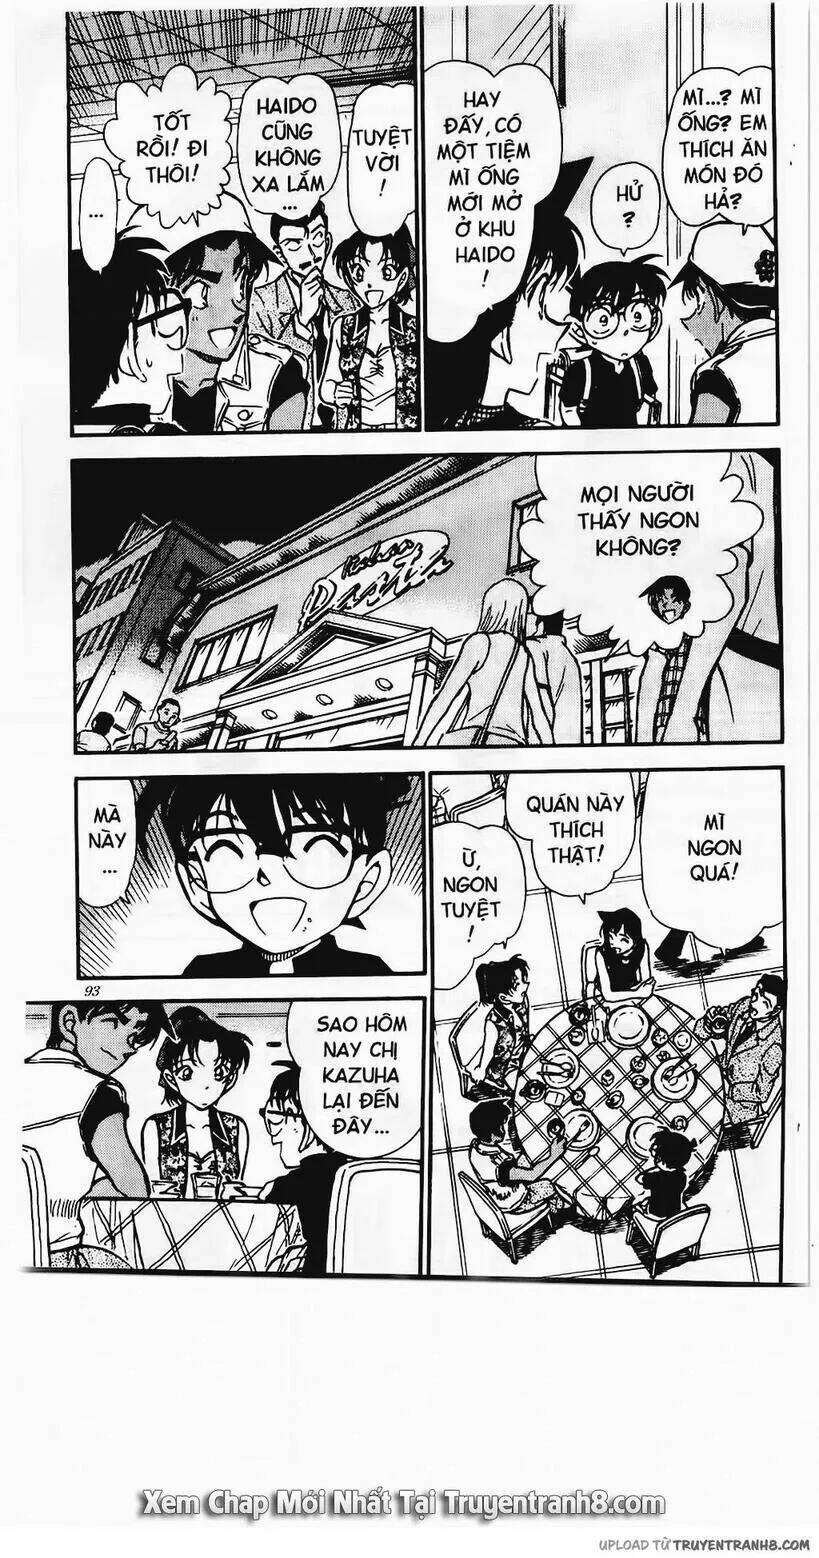 MÌ...? MÌ
ỐNG? EM
THÍCH ĂN
MÓN ĐÓ
HẢ?
HỬ
?
HAY
ĐẤY, CÓ
MỘT TIỆM
MÌ ỐNG
MỚI MỞ
Ở KHU
HAIDO
!
TUYỆT
VỜI
!
HAIDO
CŨNG
KHÔNG
XA LẮM
...
TỐT
RỒI! ĐI
THÔI!
...
MỌI NGƯỜI
THẤY NGON
KHÔNG?
MÌ
NGON
QUÁ!
QUÁN NÀY
THÍCH
THẬT!
Ừ,
NGON
TUYỆT
!
MÀ
NÀY
...
93
SAO HÔM
NAY CHỊ
KAZUHA
LẠI ĐẾN
ĐÂY...
Xem Chap Mới Nhất Tại Truyentranh8.com
UPLOAD TỪ TRUYENTRANH8.COM